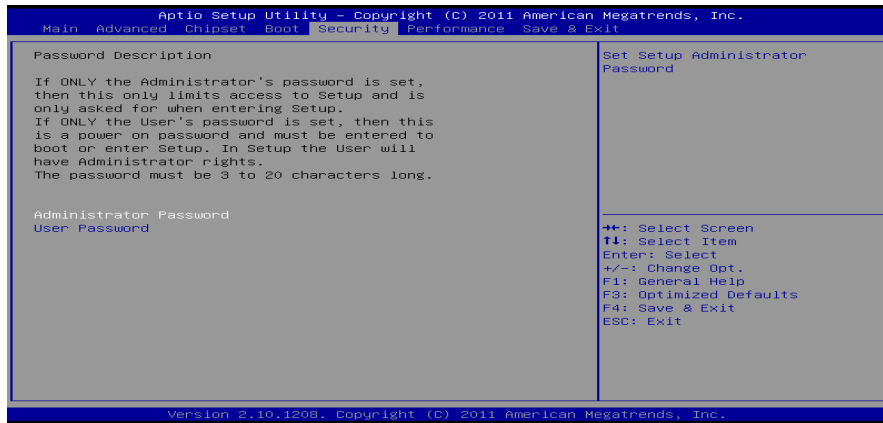 Aptio Setup Utility – Copyright (C) 2011 American Megatrends, Inc.
Main Advanced Chipset Boot Security Performance Save & Exit
Password Description
If ONLY the Administrator's password is set,
then this only limits access to Setup and is
only asked for when entering Setup.
If ONLY the User's password is set, then this
is a power on password and must be entered to
boot or enter Setup. In Setup the User will
have Administrator rights.
The password must be 3 to 20 characters long.
Administrator Password
User Password
Set Setup Administrator
Password
→←: Select Screen
↑↓: Select Item
Enter: Select
+/-: Change Opt.
F1: General Help
F3: Optimized Defaults
F4: Save & Exit
ESC: Exit
Version 2.10.1208. Copyright (C) 2011 American Megatrends, Inc.